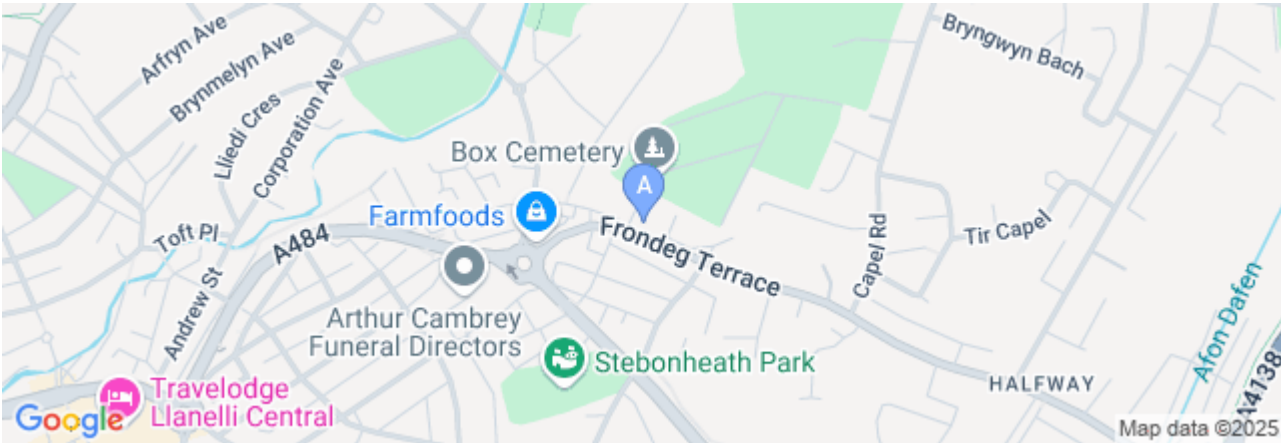 Arfryn Ave
Brynmelyn Ave
Lliedi Cres
Corporation Ave
Bryngwyn Bach
Box Cemetery
A
Farmfoods
Frondeg Terrace
Toft Pl
A484
Capel Rd
Tir Capel
Andrew St
Arthur Cambrey
Funeral Directors
Stebonheath Park
Afon Dafen
HALFWAY
A4138
Travelodge
Llanelli Central
Google
Map data ©2025